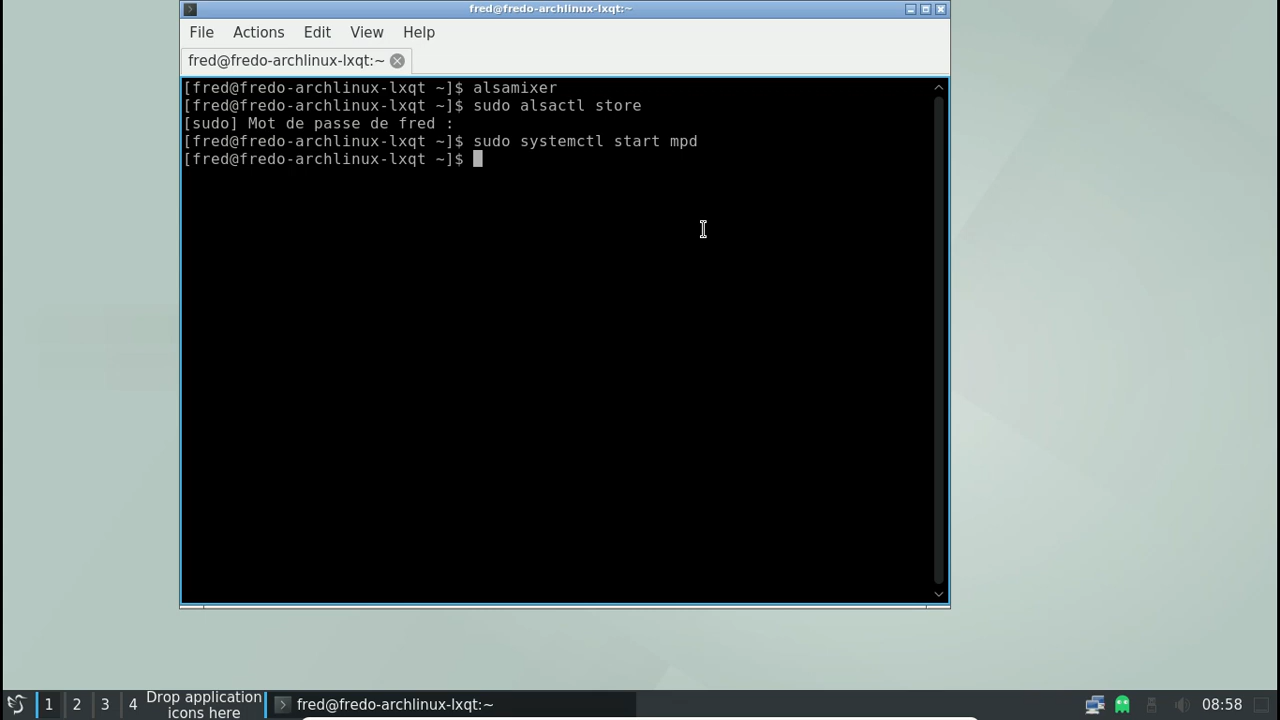 fred@fredo-archlinux-lxqt:~
File Actions Edit View Help
fred@fredo-archlinux-lxqt:~
[fred@fredo-archlinux-lxqt ~]$ alsamixer
[fred@fredo-archlinux-lxqt ~]$ sudo alsactl store
[sudo] Mot de passe de fred :
[fred@fredo-archlinux-lxqt ~]$ sudo systemctl start mpd
[fred@fredo-archlinux-lxqt ~]$
1 2 3 4 Drop application icons here fred@fredo-archlinux-lxqt:~ 08:58